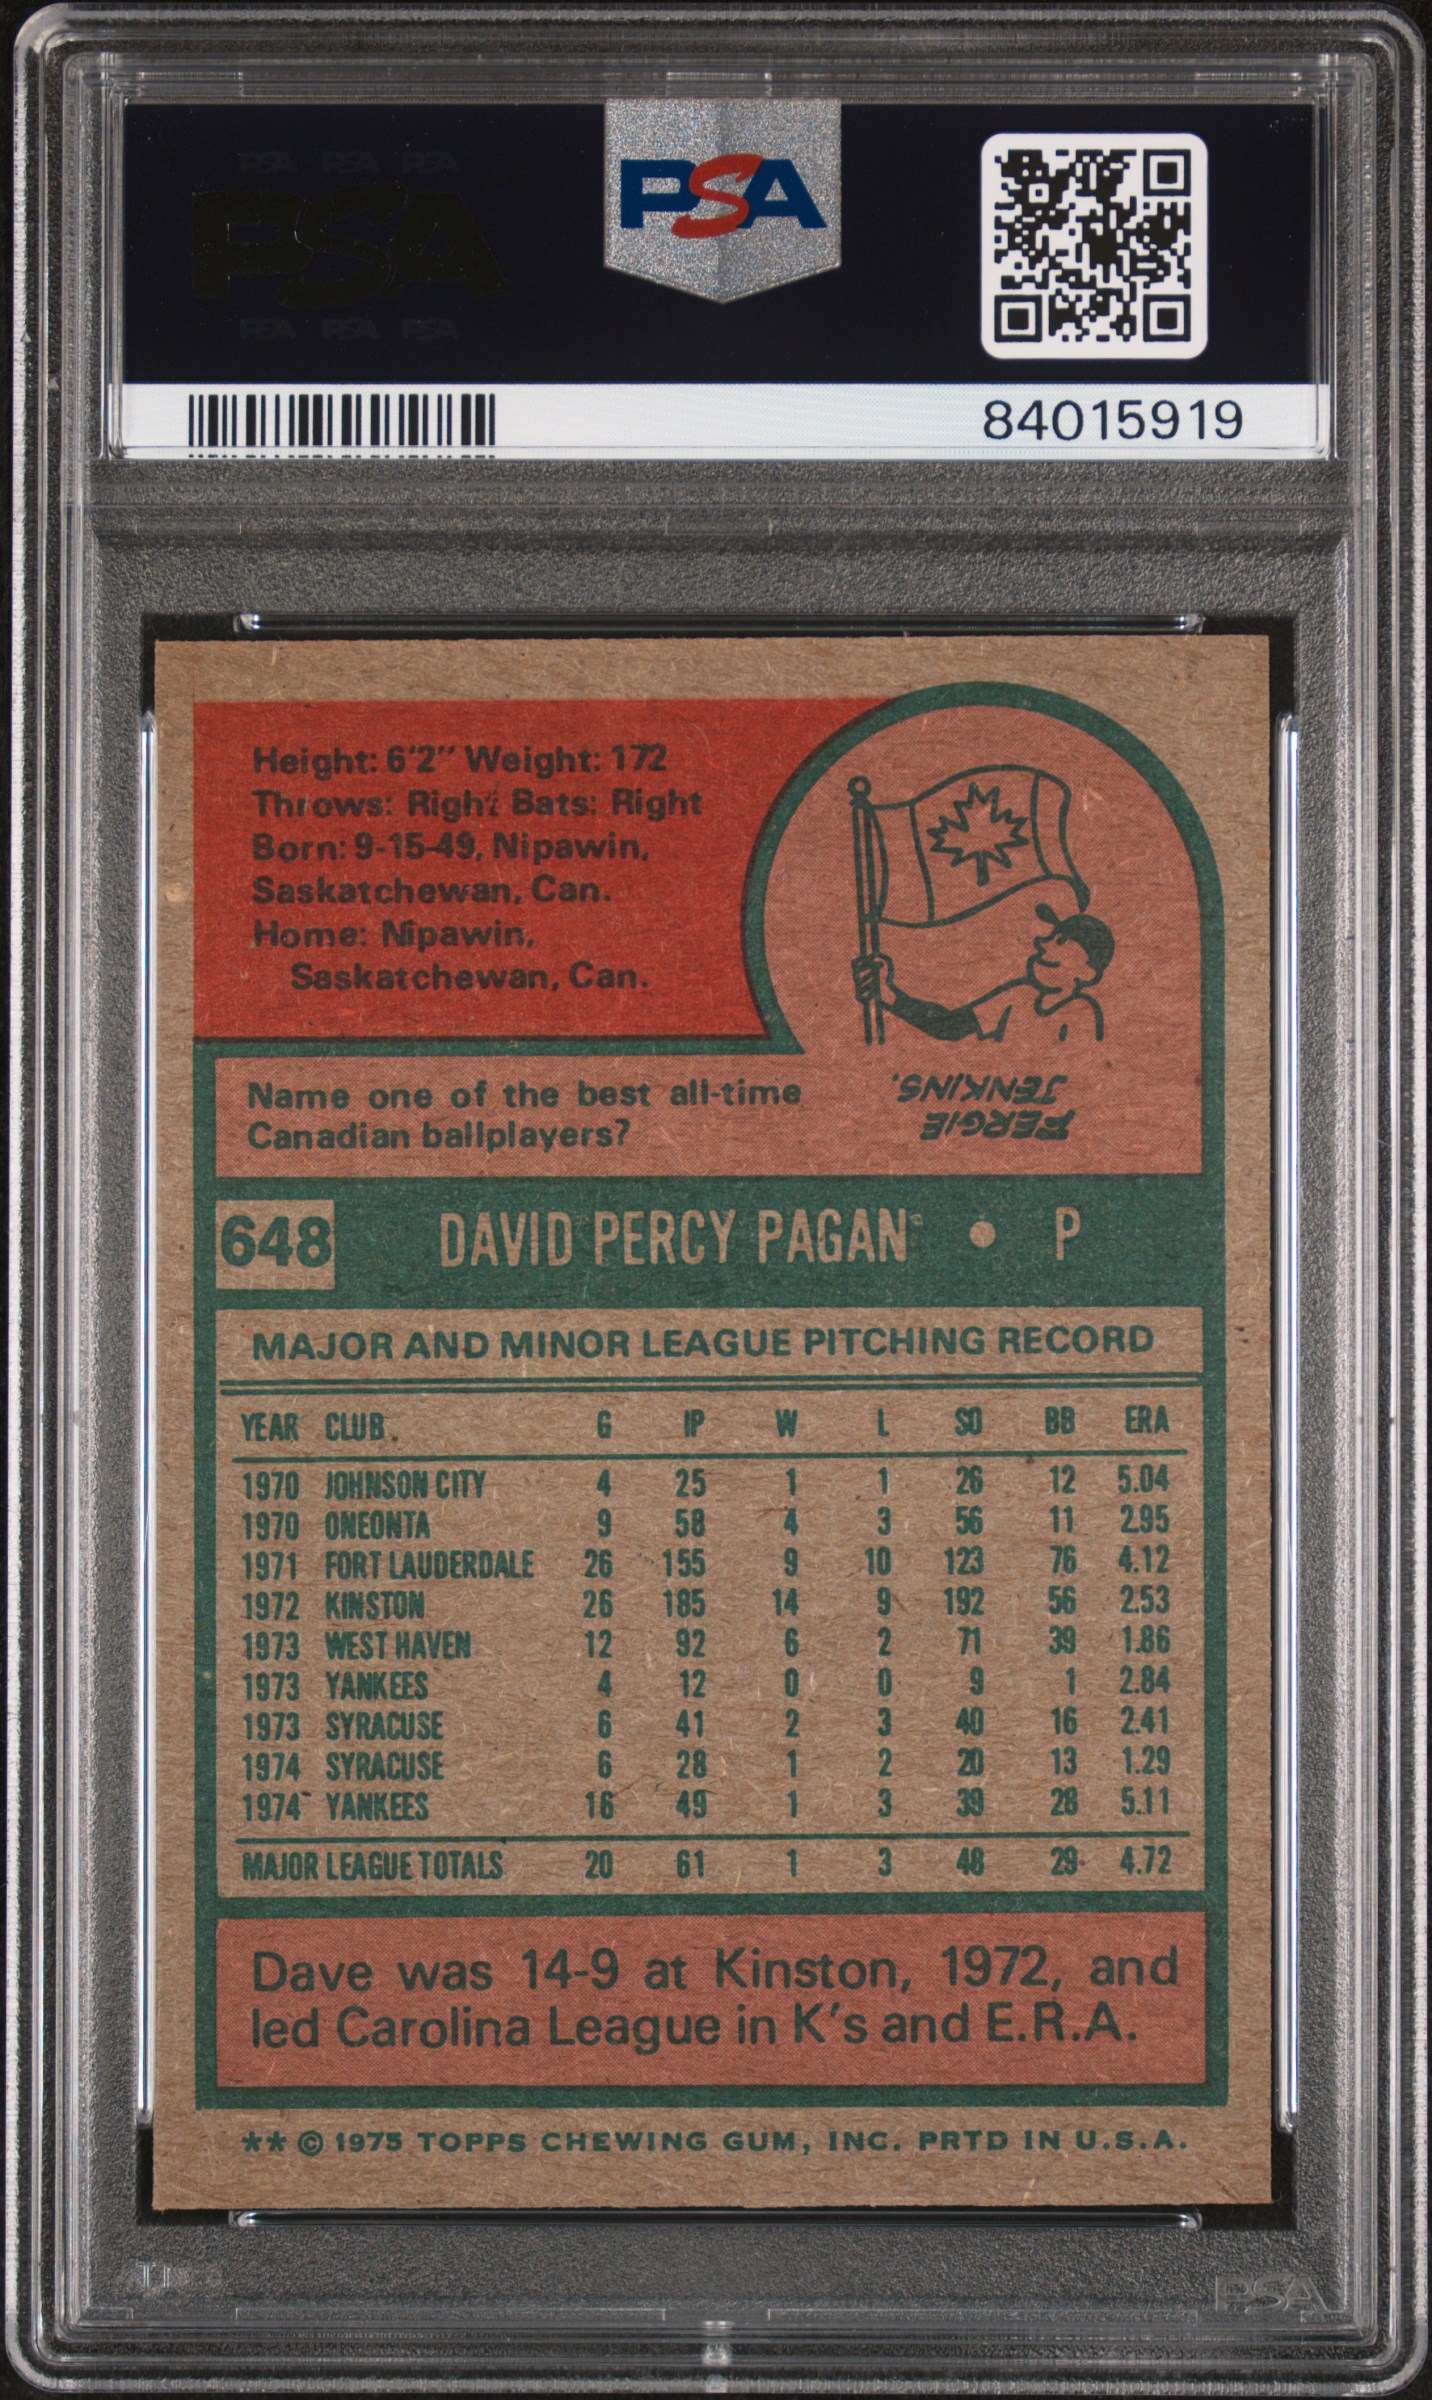 PSA PSA PSA
PSA
PSA PSA PSA
PSA
84015919
Height: 6'2" Weight: 172
Throws: Right Bats: Right
Born: 9-15-49, Nipawin,
Saskatchewan, Can.
Home: Nipawin,
Saskatchewan, Can.
Name one of the best all-time
Canadian ballplayers?
FERGIE
JENKINS.
648 DAVID PERCY PAGAN • P
MAJOR AND MINOR LEAGUE PITCHING RECORD
YEAR CLUB G IP W L SO BB ERA
1970 JOHNSON CITY 4 25 1 1 26 12 5.04
1970 ONEONTA 9 58 4 3 56 11 2.95
1971 FORT LAUDERDALE 26 155 9 10 123 76 4.12
1972 KINSTON 26 185 14 9 192 56 2.53
1973 WEST HAVEN 12 92 6 2 71 39 1.86
1973 YANKEES 4 12 0 0 9 1 2.84
1973 SYRACUSE 6 41 2 3 40 16 2.41
1974 SYRACUSE 6 28 1 2 20 13 1.29
1974 YANKEES 16 49 1 3 39 28 5.11
MAJOR LEAGUE TOTALS 20 61 1 3 48 29 4.72
Dave was 14-9 at Kinston, 1972, and
led Carolina League in K's and E.R.A.
** © 1975 TOPPS CHEWING GUM, INC. PRTD IN U.S.A.
PSA